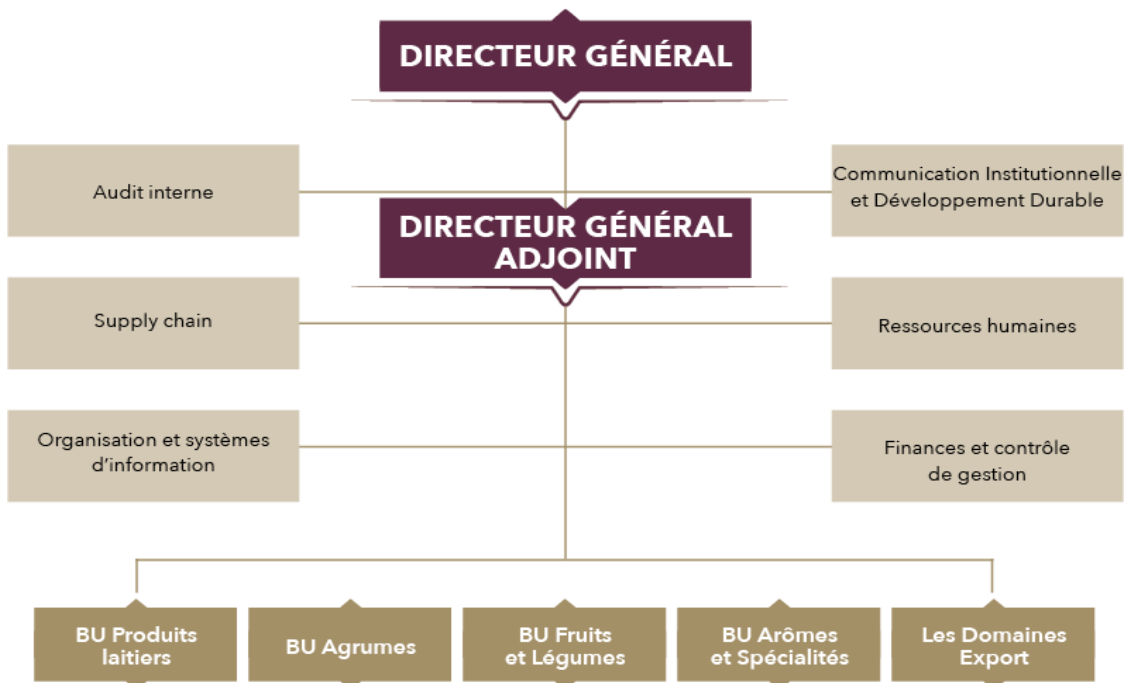 DIRECTEUR GÉNÉRAL
Audit interne
Communication Institutionnelle
et Développement Durable
DIRECTEUR GÉNÉRAL
ADJOINT
Supply chain
Ressources humaines
Organisation et systèmes
d'information
Finances et contrôle
de gestion
BU Produits
laitiers
BU Agrumes
BU Fruits
et Légumes
BU Arômes
et Spécialités
Les Domaines
Export